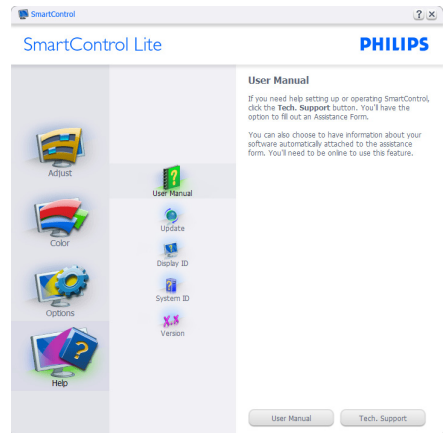 SmartControl
SmartControl Lite
PHILIPS
Adjust
Color
Options
Help
User Manual
Update
Display ID
System ID
X.X
Version
User Manual
If you need help setting up or operating SmartControl,
click the Tech. Support button. You'll have the
option to fill out an Assistance Form.
You can also choose to have information about your
software automatically attached to the assistance
form. You'll need to be online to use this feature.
User Manual
Tech. Support